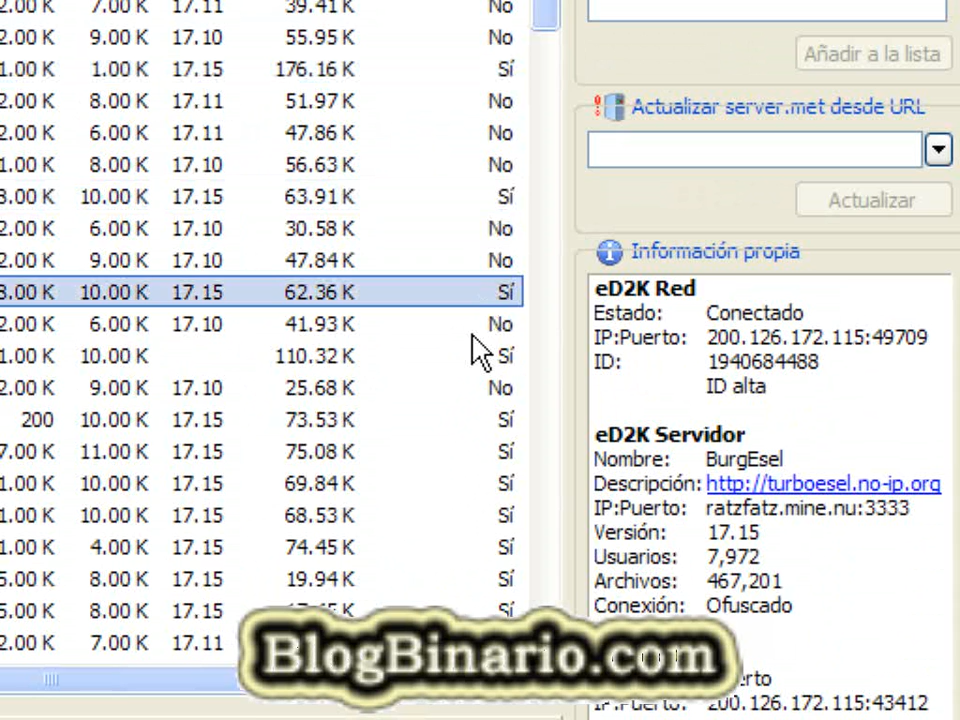 2.00 K 7.00 K 17.11 39.41 K No
2.00 K 9.00 K 17.10 55.95 K No
1.00 K 1.00 K 17.15 176.16 K Sí
2.00 K 8.00 K 17.11 51.97 K No
2.00 K 6.00 K 17.11 47.86 K No
1.00 K 8.00 K 17.10 56.63 K No
3.00 K 10.00 K 17.15 63.91 K Sí
2.00 K 6.00 K 17.10 30.58 K No
2.00 K 9.00 K 17.10 47.84 K No
3.00 K 10.00 K 17.15 62.36 K Sí
2.00 K 6.00 K 17.10 41.93 K No
1.00 K 10.00 K 110.32 K Sí
2.00 K 9.00 K 17.10 25.68 K No
200 10.00 K 17.15 73.53 K Sí
7.00 K 11.00 K 17.15 75.08 K Sí
1.00 K 10.00 K 17.15 69.84 K Sí
1.00 K 10.00 K 17.15 68.53 K Sí
1.00 K 4.00 K 17.15 74.45 K Sí
5.00 K 8.00 K 17.15 19.94 K Sí
5.00 K 8.00 K 17.15 Sí
2.00 K 7.00 K 17.11
Añadir a la lista
Actualizar server.met desde URL
Actualizar
Información propia
eD2K Red
Estado: Conectado
IP:Puerto: 200.126.172.115:49709
ID: 1940684488
ID alta
eD2K Servidor
Nombre: BurgEsel
Descripción: http://turboesel.no-ip.org
IP:Puerto: ratzfatz.mine.nu:3333
Versión: 17.15
Usuarios: 7,972
Archivos: 467,201
Conexión: Ofuscado
IP:Puerto: 200.126.172.115:43412
BlogBinario.com